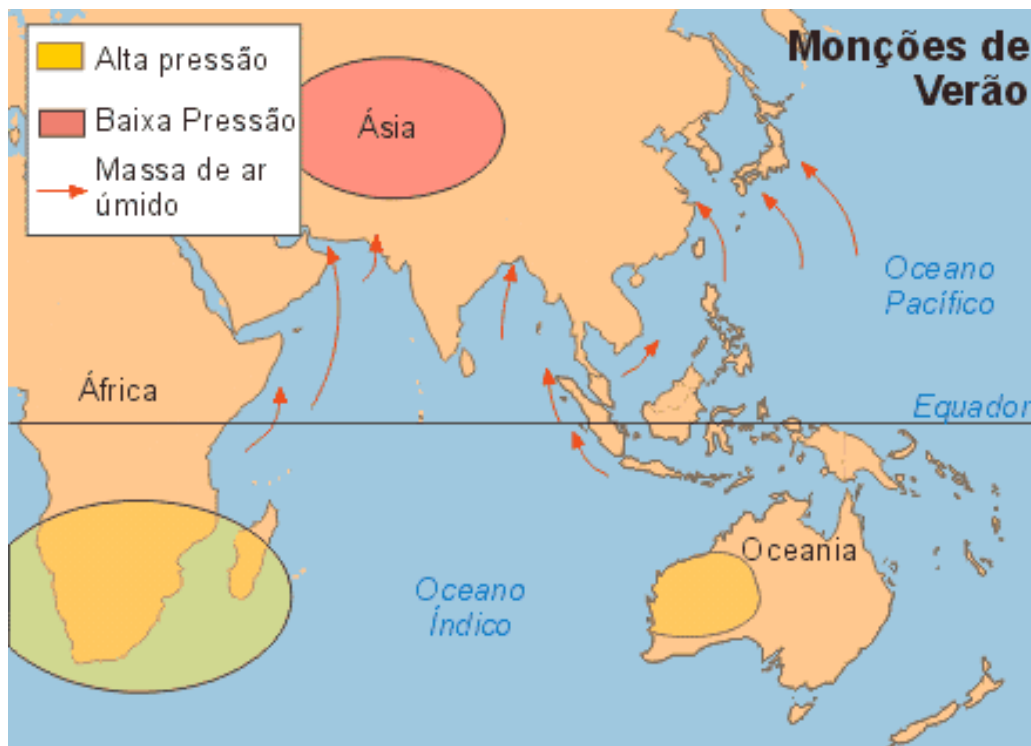 Alta pressão
Baixa Pressão
Massa de ar
úmido
Monções de
Verão
Ásia
Oceano
Pacífico
África
Equador
Oceania
Oceano
Índico